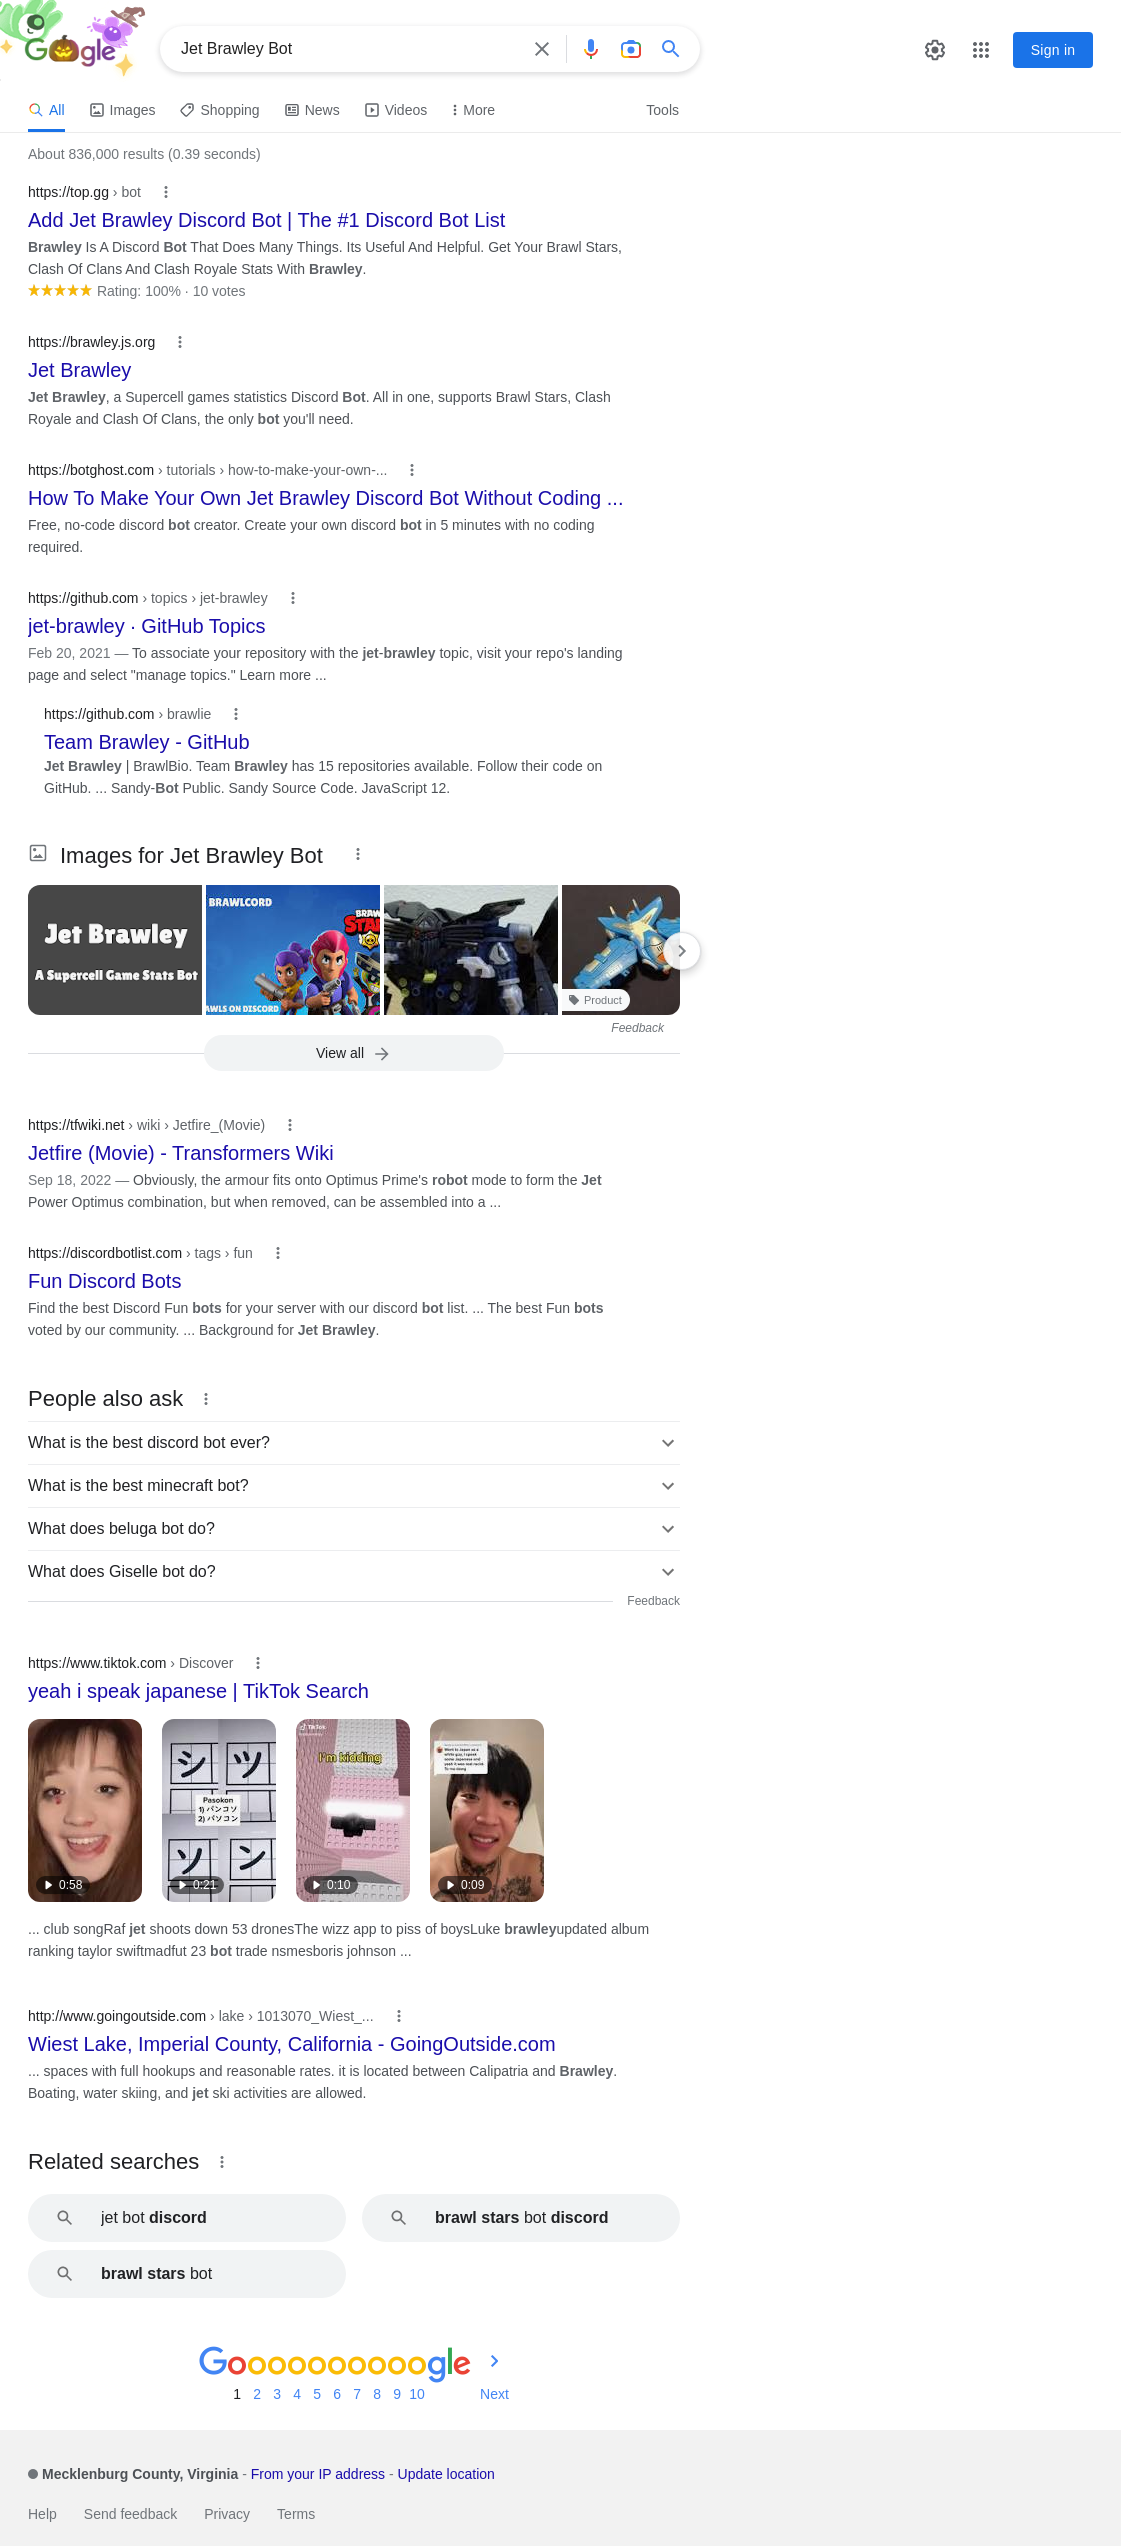 Google
Jet Brawley Bot
Sign in
All
Images
Shopping
News
Videos
More
Tools
About 836,000 results (0.39 seconds)
https://top.gg › bot
Add Jet Brawley Discord Bot | The #1 Discord Bot List
Brawley Is A Discord Bot That Does Many Things. Its Useful And Helpful. Get Your Brawl Stars,
Clash Of Clans And Clash Royale Stats With Brawley.
Rating: 100% · 10 votes
https://brawley.js.org
Jet Brawley
Jet Brawley, a Supercell games statistics Discord Bot. All in one, supports Brawl Stars, Clash
Royale and Clash Of Clans, the only bot you'll need.
https://botghost.com › tutorials › how-to-make-your-own-...
How To Make Your Own Jet Brawley Discord Bot Without Coding ...
Free, no-code discord bot creator. Create your own discord bot in 5 minutes with no coding
required.
https://github.com › topics › jet-brawley
jet-brawley · GitHub Topics
Feb 20, 2021 — To associate your repository with the jet-brawley topic, visit your repo's landing
page and select "manage topics." Learn more ...
https://github.com › brawlie
Team Brawley - GitHub
Jet Brawley | BrawlBio. Team Brawley has 15 repositories available. Follow their code on
GitHub. ... Sandy-Bot Public. Sandy Source Code. JavaScript 12.
Images for Jet Brawley Bot
Jet Brawley
A Supercell Game Stats Bot
BRAWLCORD
BRAW
STA
AWLS ON DISCORD
Product
Feedback
View all
https://tfwiki.net › wiki › Jetfire_(Movie)
Jetfire (Movie) - Transformers Wiki
Sep 18, 2022 — Obviously, the armour fits onto Optimus Prime's robot mode to form the Jet
Power Optimus combination, but when removed, can be assembled into a ...
https://discordbotlist.com › tags › fun
Fun Discord Bots
Find the best Discord Fun bots for your server with our discord bot list. ... The best Fun bots
voted by our community. ... Background for Jet Brawley.
People also ask
What is the best discord bot ever?
What is the best minecraft bot?
What does beluga bot do?
What does Giselle bot do?
Feedback
https://www.tiktok.com › Discover
yeah i speak japanese | TikTok Search
0:58
シ ツ
Pasokon
1) パンコソ
2) パソコン
ソ ン
0:21
TikTok
I'm kidding
0:10
0:09
... club songRaf jet shoots down 53 dronesThe wizz app to piss of boysLuke brawleyupdated album
ranking taylor swiftmadfut 23 bot trade nsmesboris johnson ...
http://www.goingoutside.com › lake › 1013070_Wiest_...
Wiest Lake, Imperial County, California - GoingOutside.com
... spaces with full hookups and reasonable rates. it is located between Calipatria and Brawley.
Boating, water skiing, and jet ski activities are allowed.
Related searches
jet bot discord
brawl stars bot discord
brawl stars bot
Goooooooooogle
1 2 3 4 5 6 7 8 9 10 Next
Mecklenburg County, Virginia - From your IP address - Update location
Help Send feedback Privacy Terms